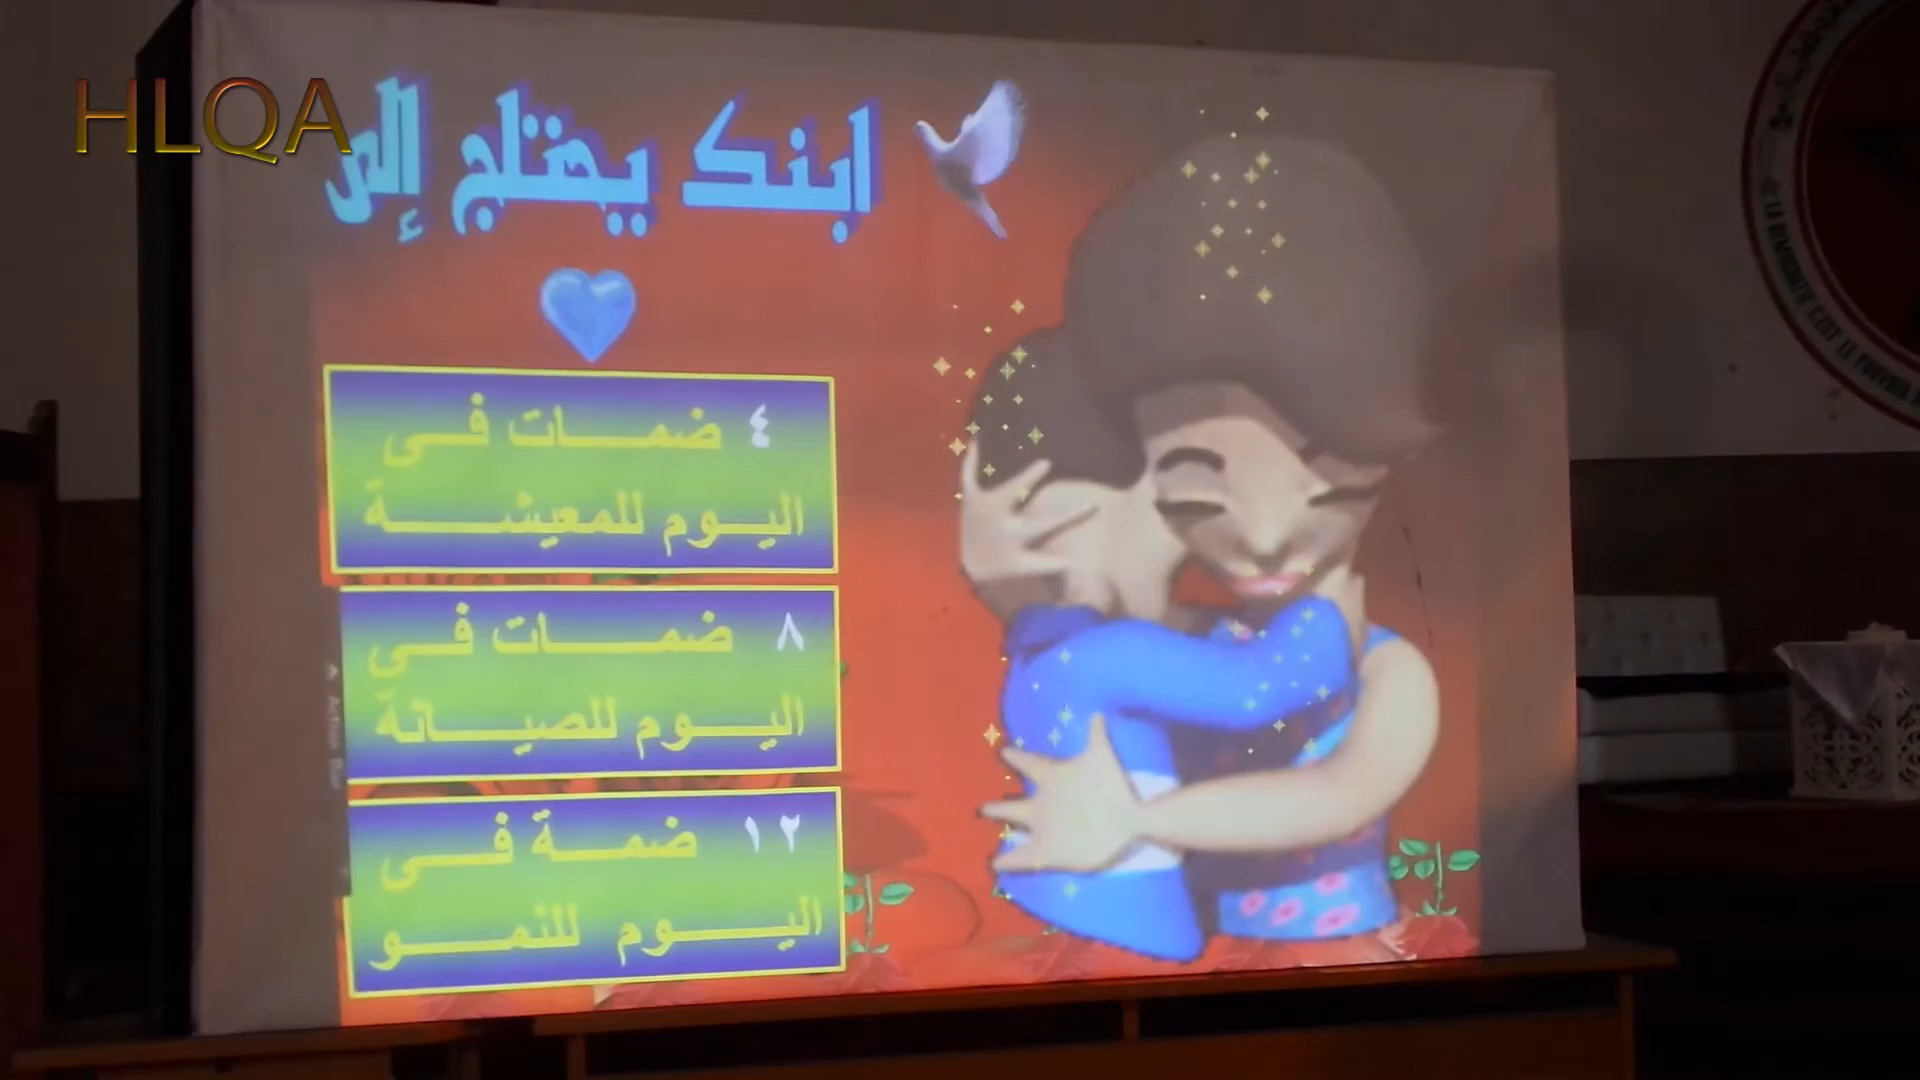 HLQA
ابنك يحتاج إلى
٤ ضمات فى
اليوم للمعيشة
٨ ضمات فى
اليوم للصيانة
١٢ ضمة فى
اليوم للنمو